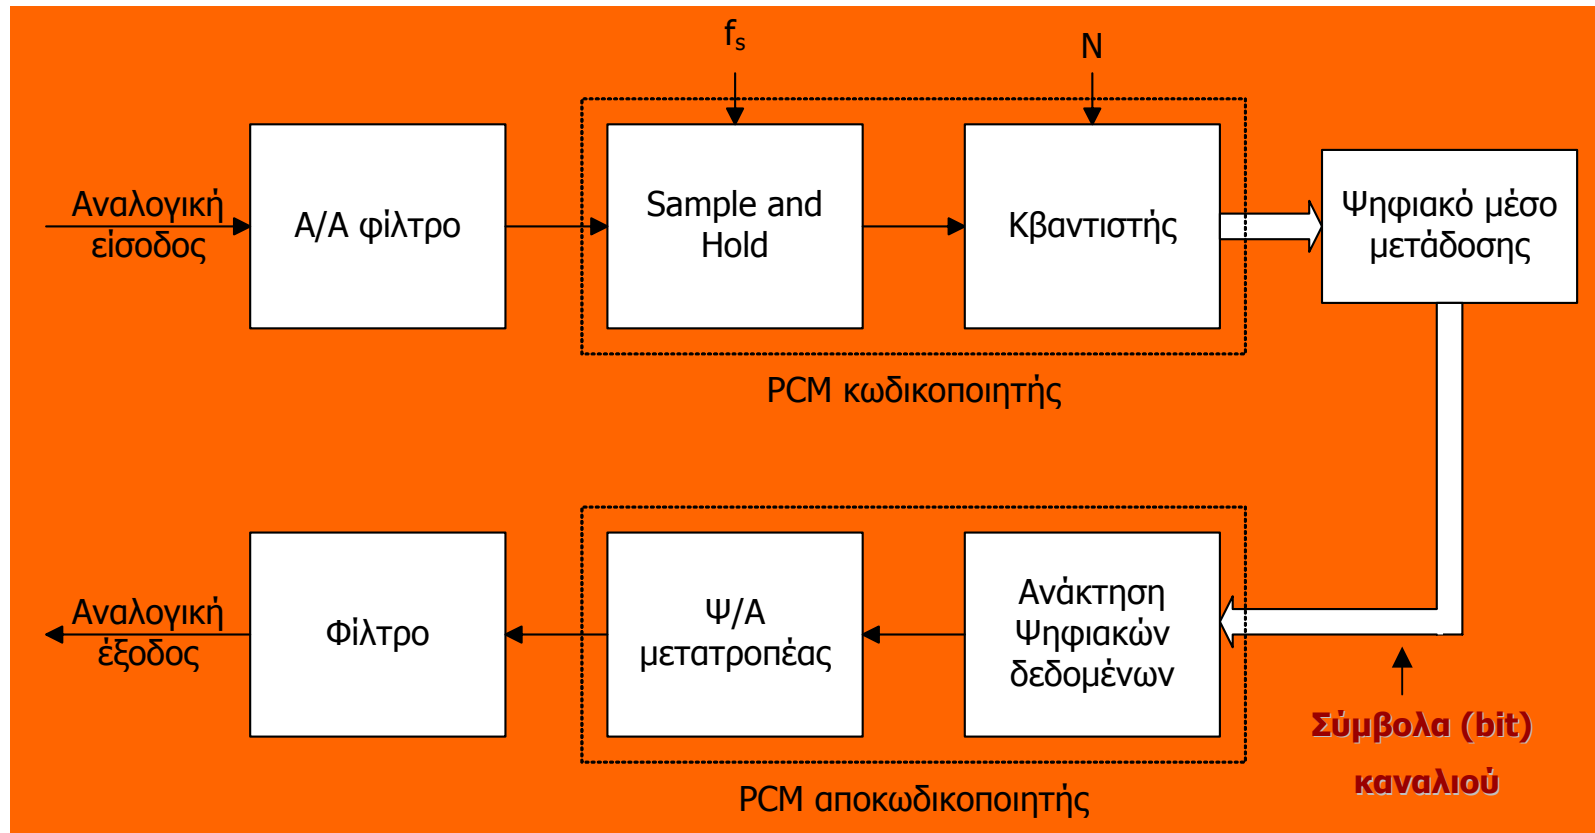 f_s
N
Αναλογική
είσοδος
Α/Α φίλτρο
Sample and
Hold
Κβαντιστής
Ψηφιακό μέσο
μετάδοσης
PCM κωδικοποιητής
Αναλογική
έξοδος
Φίλτρο
Ψ/Α
μετατροπέας
Ανάκτηση
Ψηφιακών
δεδομένων
Σύμβολα (bit)
καναλιού
PCM αποκωδικοποιητής